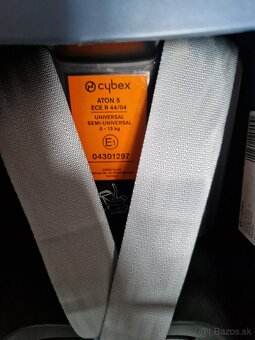 cybex
ATON 5
ECE R 44/04
UNIVERSAL
SEMI-UNIVERSAL
0 - 13 kg
E1
04301297
Bazos.sk